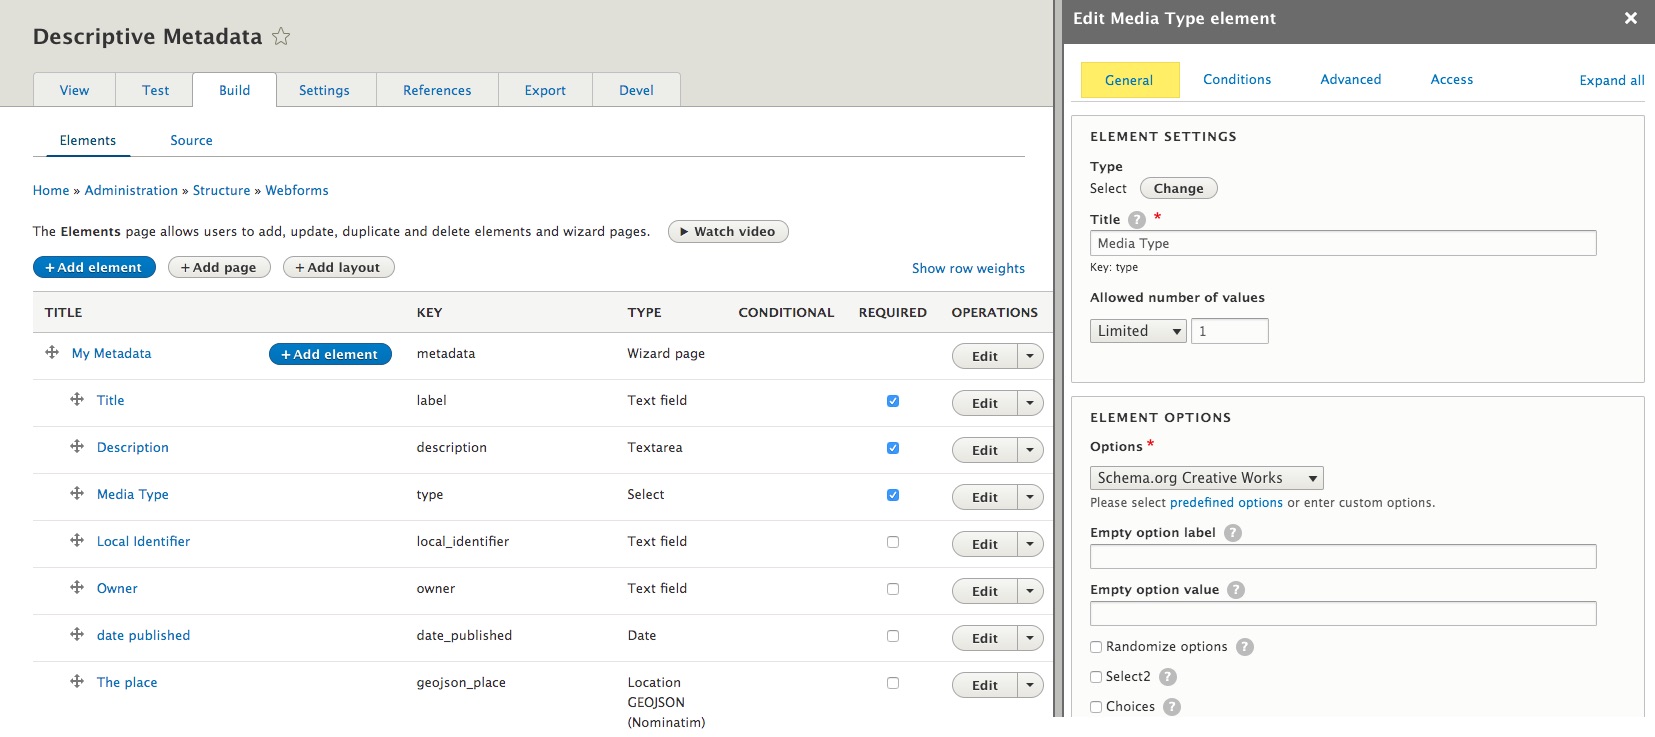 Descriptive Metadata
View Test Build Settings References Export Devel
Elements Source
Home » Administration » Structure » Webforms
The Elements page allows users to add, update, duplicate and delete elements and wizard pages. Watch video
+ Add element + Add page + Add layout Show row weights
TITLE KEY TYPE CONDITIONAL REQUIRED OPERATIONS
My Metadata + Add element metadata Wizard page Edit
Title label Text field Edit
Description description Textarea Edit
Media Type type Select Edit
Local Identifier local_identifier Text field Edit
Owner owner Text field Edit
date published date_published Date Edit
The place geojson_place Location Edit
GEOJSON
(Nominatim)
Edit Media Type element ×
General Conditions Advanced Access Expand all
ELEMENT SETTINGS
Type
Select Change
Title ? *
Media Type
Key: type
Allowed number of values
Limited 1
ELEMENT OPTIONS
Options *
Schema.org Creative Works
Please select predefined options or enter custom options.
Empty option label ?
Empty option value ?
Randomize options ?
Select2 ?
Choices ?